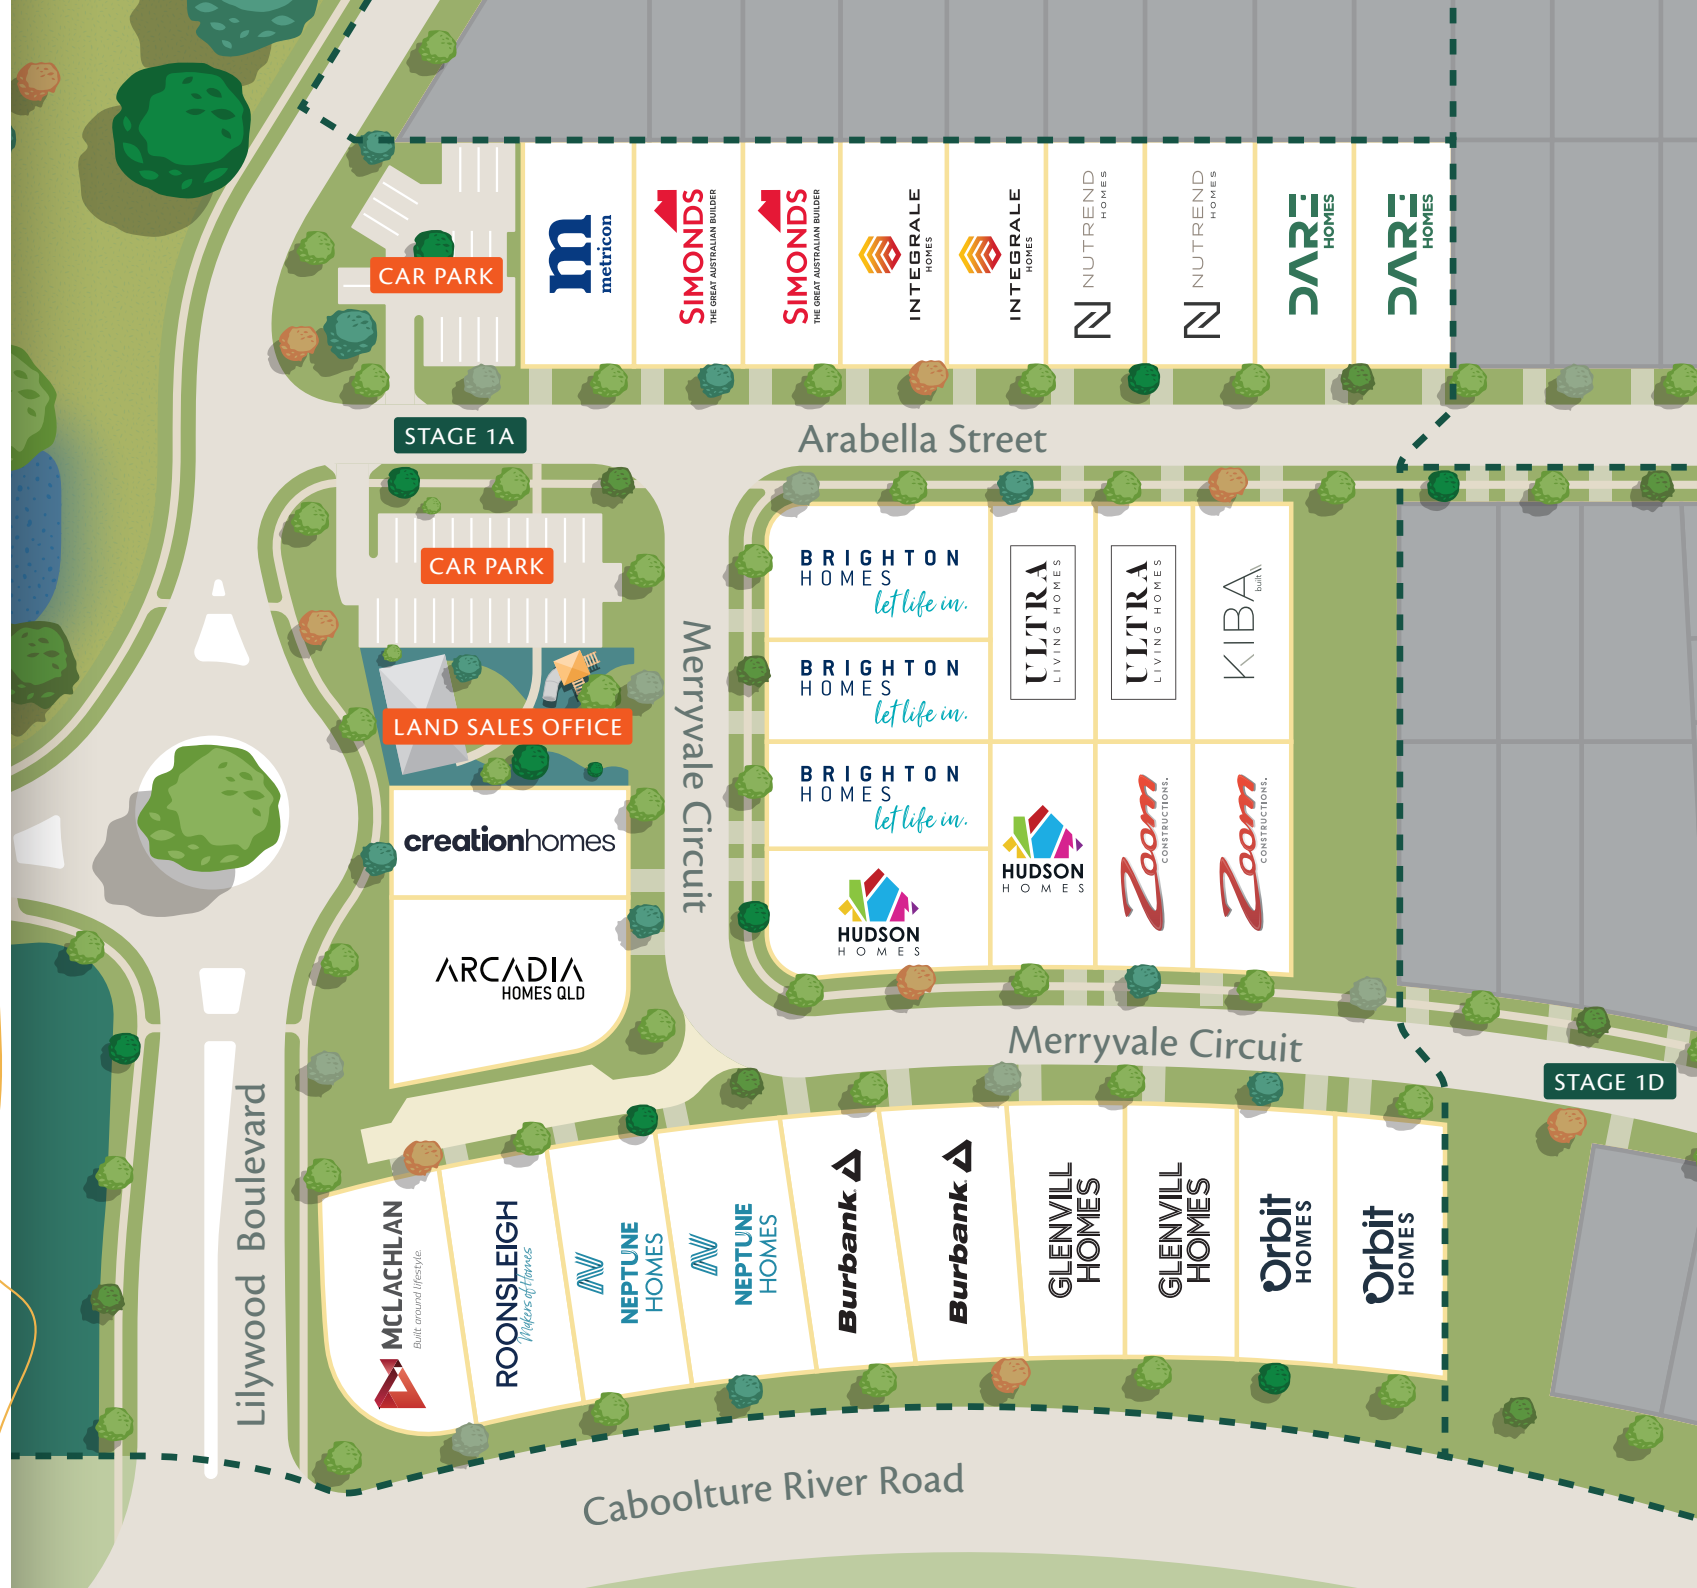 CAR PARK
m
metricon
SIMONDS
THE GREAT AUSTRALIAN BUILDER
SIMONDS
THE GREAT AUSTRALIAN BUILDER
INTEGRALE
HOMES
INTEGRALE
HOMES
NUTREND
HOMES
NUTREND
HOMES
DARE
HOMES
DARE
HOMES
STAGE 1A
Arabella Street
CAR PARK
LAND SALES OFFICE
Merryvale Circuit
BRIGHTON
HOMES
let life in.
BRIGHTON
HOMES
let life in.
BRIGHTON
HOMES
let life in.
ULTRA
LIVING HOMES
ULTRA
LIVING HOMES
KIBA
built
creationhomes
ARCADIA
HOMES QLD
HUDSON
HOMES
HUDSON
HOMES
Zoom
CONSTRUCTIONS.
Zoom
CONSTRUCTIONS.
Merryvale Circuit
STAGE 1D
Lilywood Boulevard
MCLACHLAN
Built around lifestyle.
ROONSLEIGH
Makers of Homes
NEPTUNE
HOMES
NEPTUNE
HOMES
Burbank
Burbank
GLENVILL
HOMES
GLENVILL
HOMES
Orbit
HOMES
Orbit
HOMES
Caboolture River Road